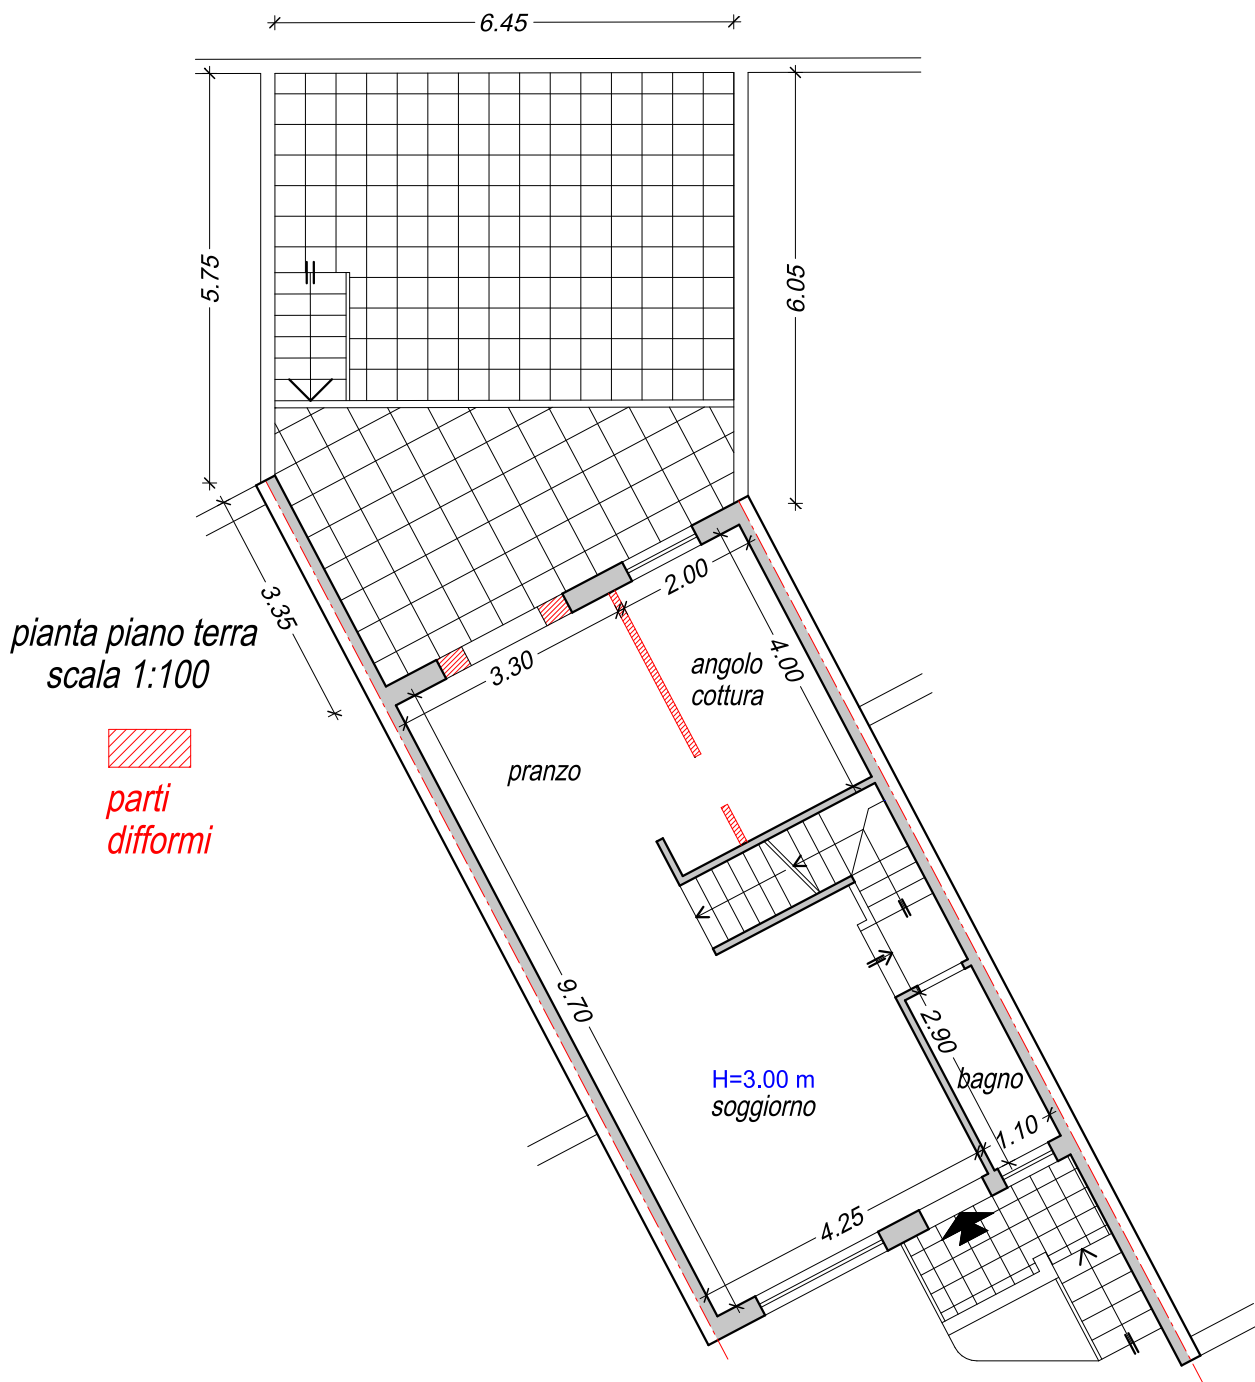 6.45
5.75
6.05
3.35
pianta piano terra
scala 1:100
parti
difformi
2.00
3.30
angolo
cottura
4.00
pranzo
9.70
2.90
H=3.00 m
soggiorno
bagno
1.10
4.25